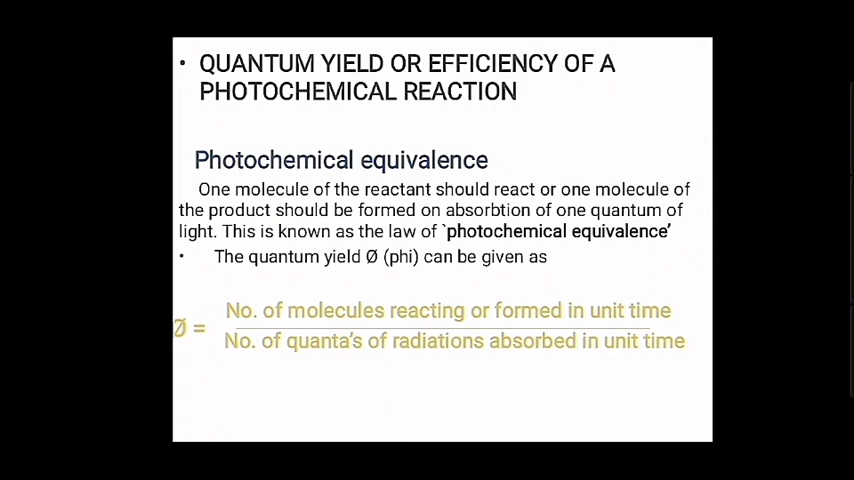 • QUANTUM YIELD OR EFFICIENCY OF A
PHOTOCHEMICAL REACTION
Photochemical equivalence
One molecule of the reactant should react or one molecule of
the product should be formed on absorbtion of one quantum of
light. This is known as the law of `photochemical equivalence’
• The quantum yield Ø (phi) can be given as
No. of molecules reacting or formed in unit time
Ø =
No. of quanta’s of radiations absorbed in unit time